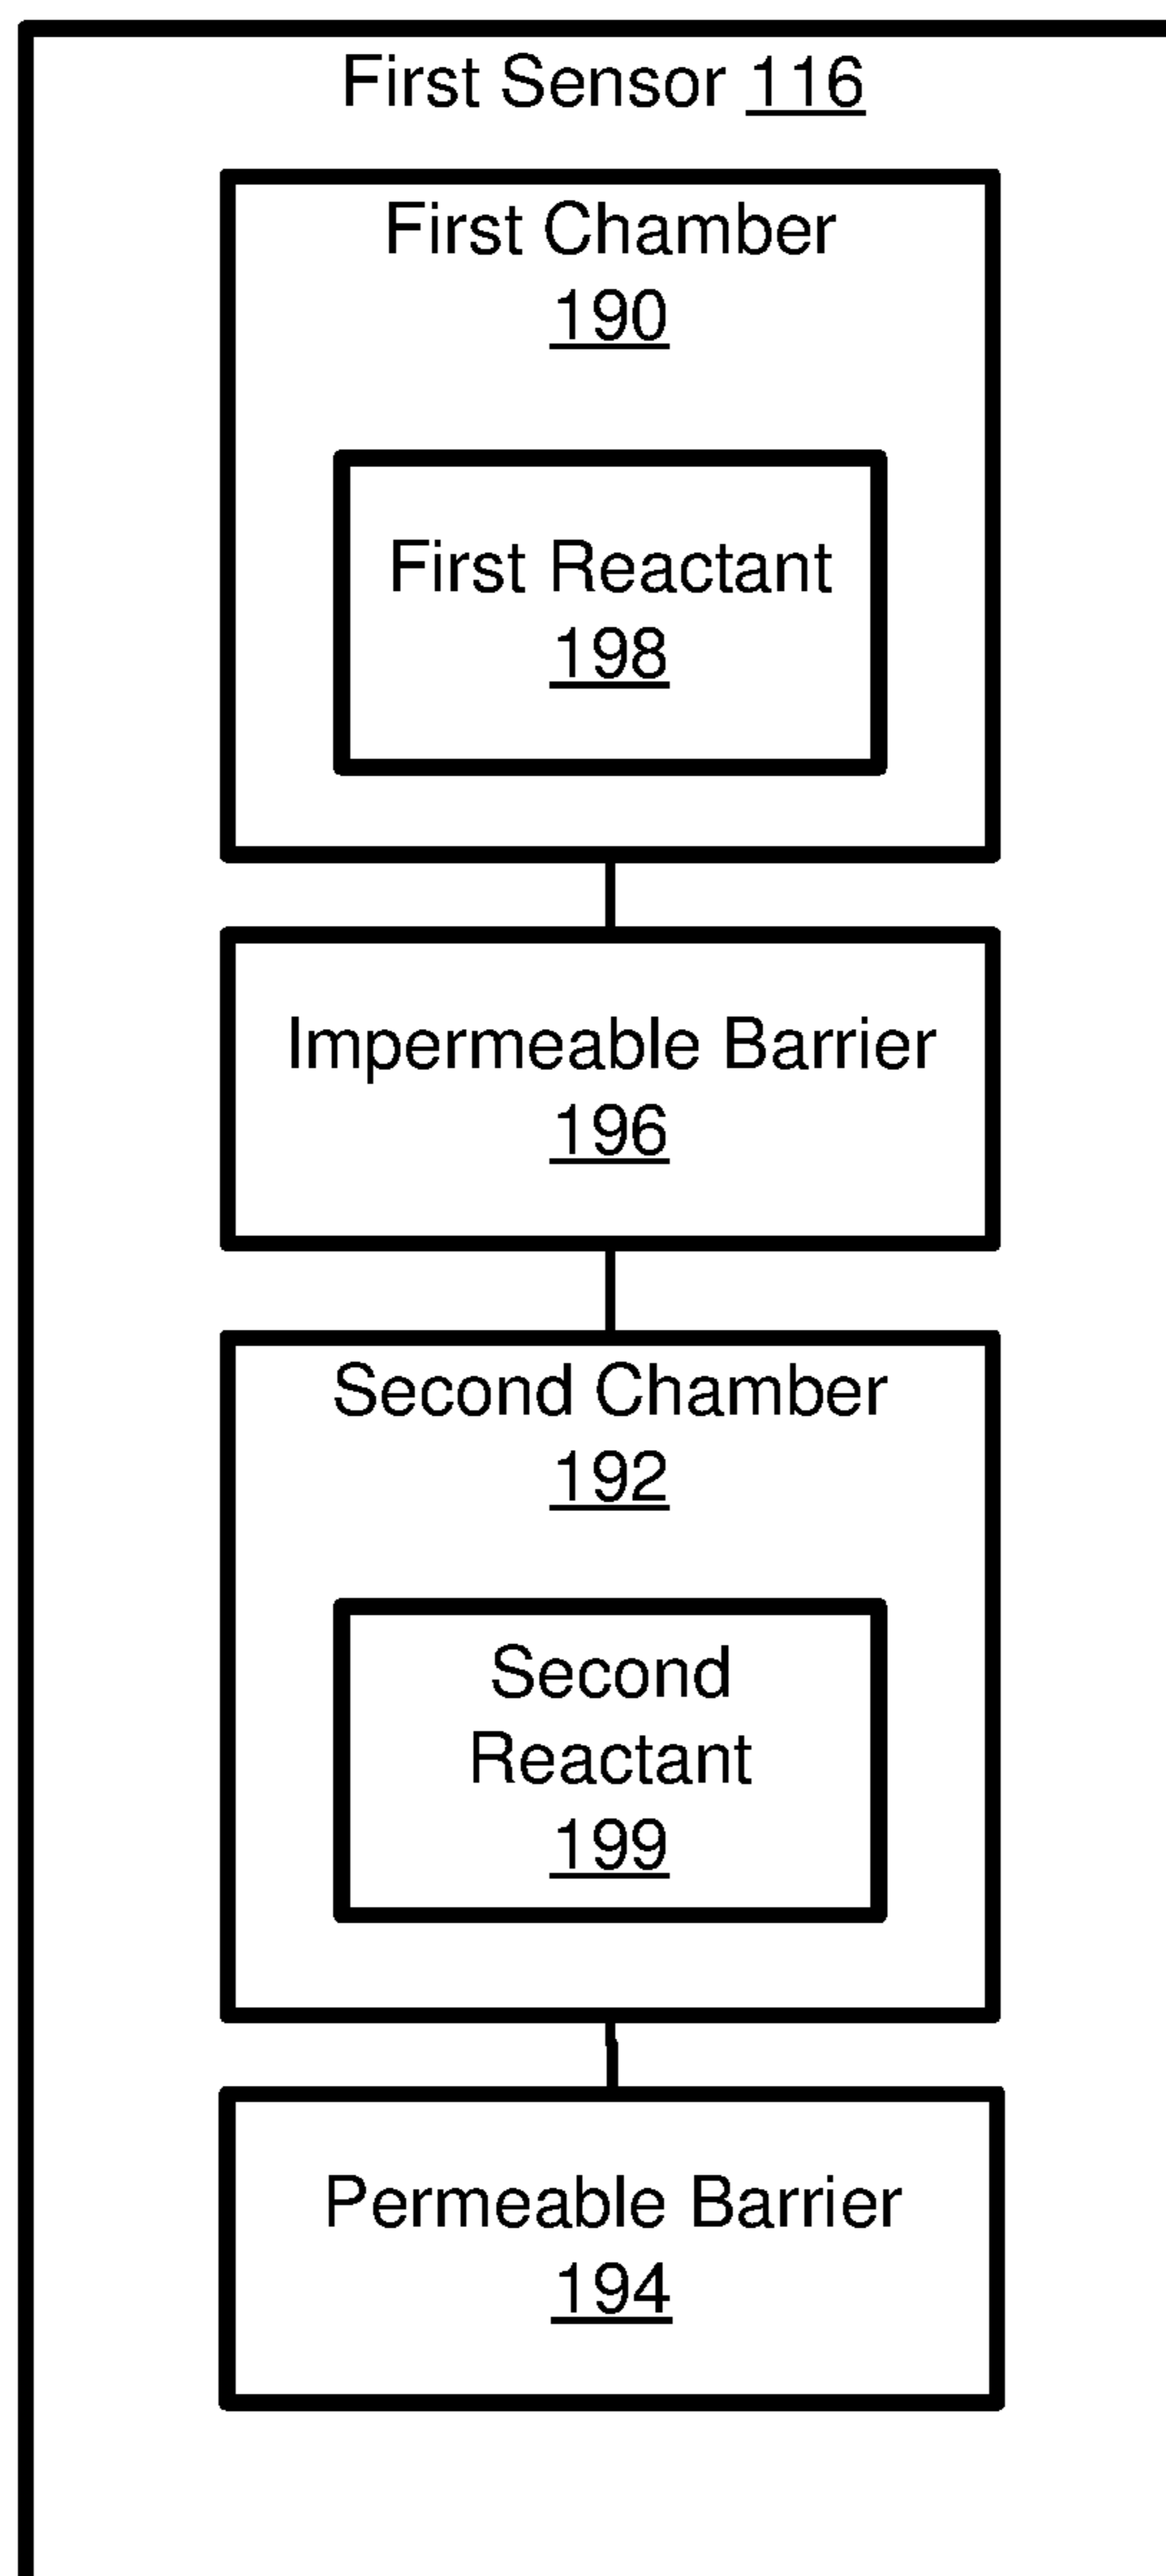 First Sensor 116
First Chamber
190
First Reactant
198
Impermeable Barrier
196
Second Chamber
192
Second
Reactant
199
Permeable Barrier
194